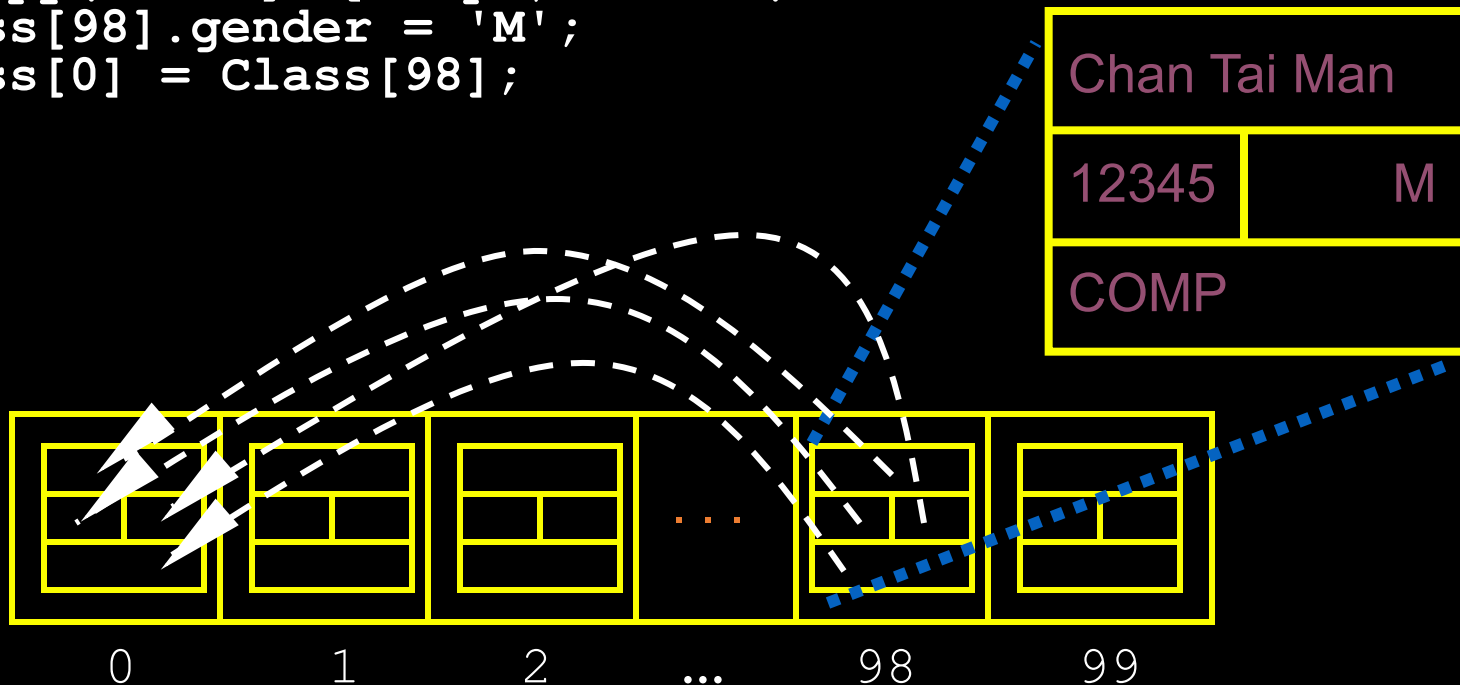 ss[98].gender = 'M';
ss[0] = Class[98];
Chan Tai Man
12345 M
COMP
...
0 1 2 … 98 99